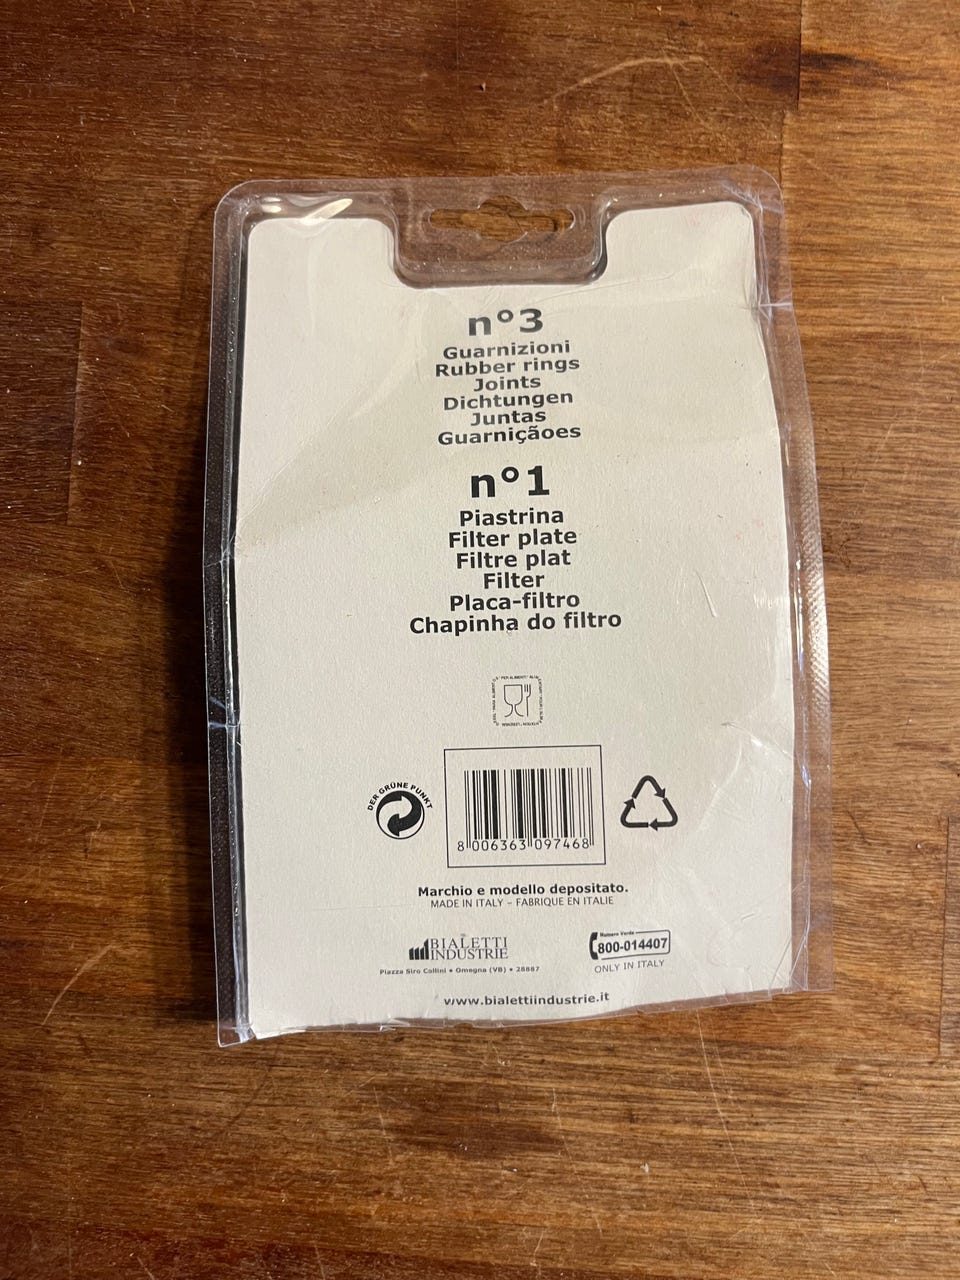 n°3
Guarnizioni
Rubber rings
Joints
Dichtungen
Juntas
Guarniçãoes
n°1
Piastrina
Filter plate
Filtre plat
Filter
Placa-filtro
Chapinha do filtro
DER GRÜNE PUNKT
8 006363 097468
Marchio e modello depositato.
MADE IN ITALY - FABRIQUE EN ITALIE
BIALETTI
INDUSTRIE
Piazza Siro Collini • Omegna (VB) • 28887
Numero Verde
800-014407
ONLY IN ITALY
www.bialettiindustrie.it